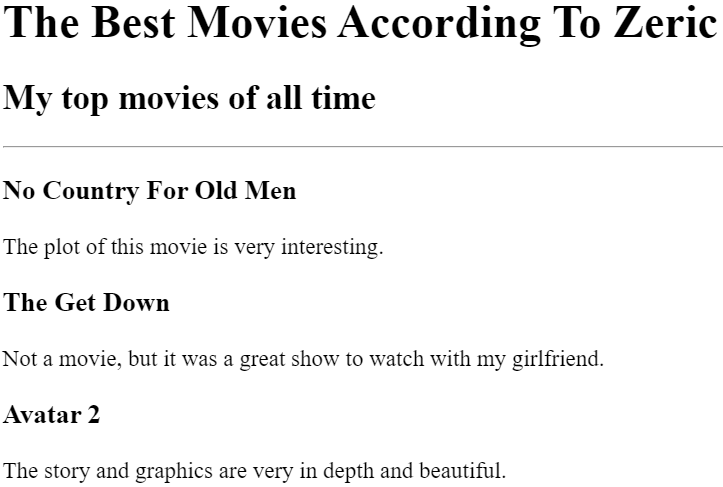 The Best Movies According To Zeric
My top movies of all time
No Country For Old Men
The plot of this movie is very interesting.
The Get Down
Not a movie, but it was a great show to watch with my girlfriend.
Avatar 2
The story and graphics are very in depth and beautiful.